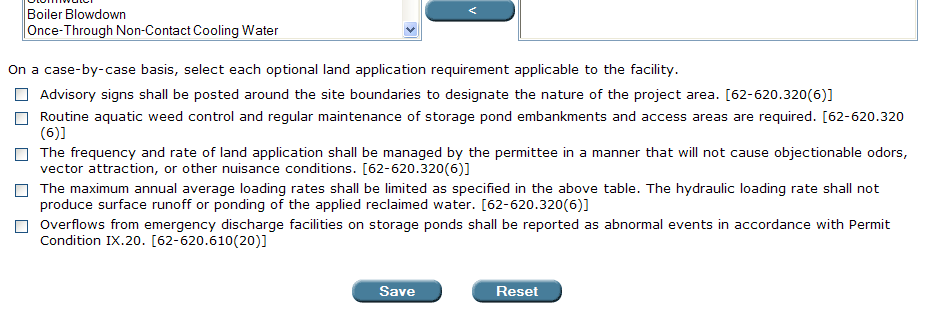 Stormwater
Boiler Blowdown
Once-Through Non-Contact Cooling Water
<
On a case-by-case basis, select each optional land application requirement applicable to the facility.
Advisory signs shall be posted around the site boundaries to designate the nature of the project area. [62-620.320(6)]
Routine aquatic weed control and regular maintenance of storage pond embankments and access areas are required. [62-620.320
(6)]
The frequency and rate of land application shall be managed by the permittee in a manner that will not cause objectionable odors,
vector attraction, or other nuisance conditions. [62-620.320(6)]
The maximum annual average loading rates shall be limited as specified in the above table. The hydraulic loading rate shall not
produce surface runoff or ponding of the applied reclaimed water. [62-620.320(6)]
Overflows from emergency discharge facilities on storage ponds shall be reported as abnormal events in accordance with Permit
Condition IX.20. [62-620.610(20)]
Save
Reset